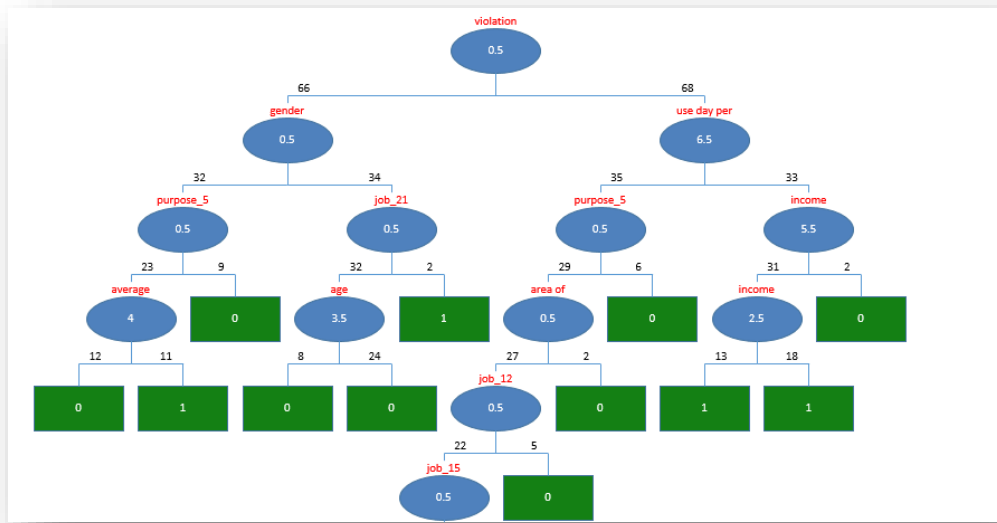 violation
0.5
66 68
gender use day per
0.5 6.5
32 34 35 33
purpose_5 job_21 purpose_5 income
0.5 0.5 0.5 5.5
23 9 32 2 29 6 31 2
average age area of income
4 0 3.5 1 0.5 0 2.5 0
12 11 8 24 27 2 13 18
job_12
0 1 0 0 0.5 0 1 1
22 5
job_15
0.5 0